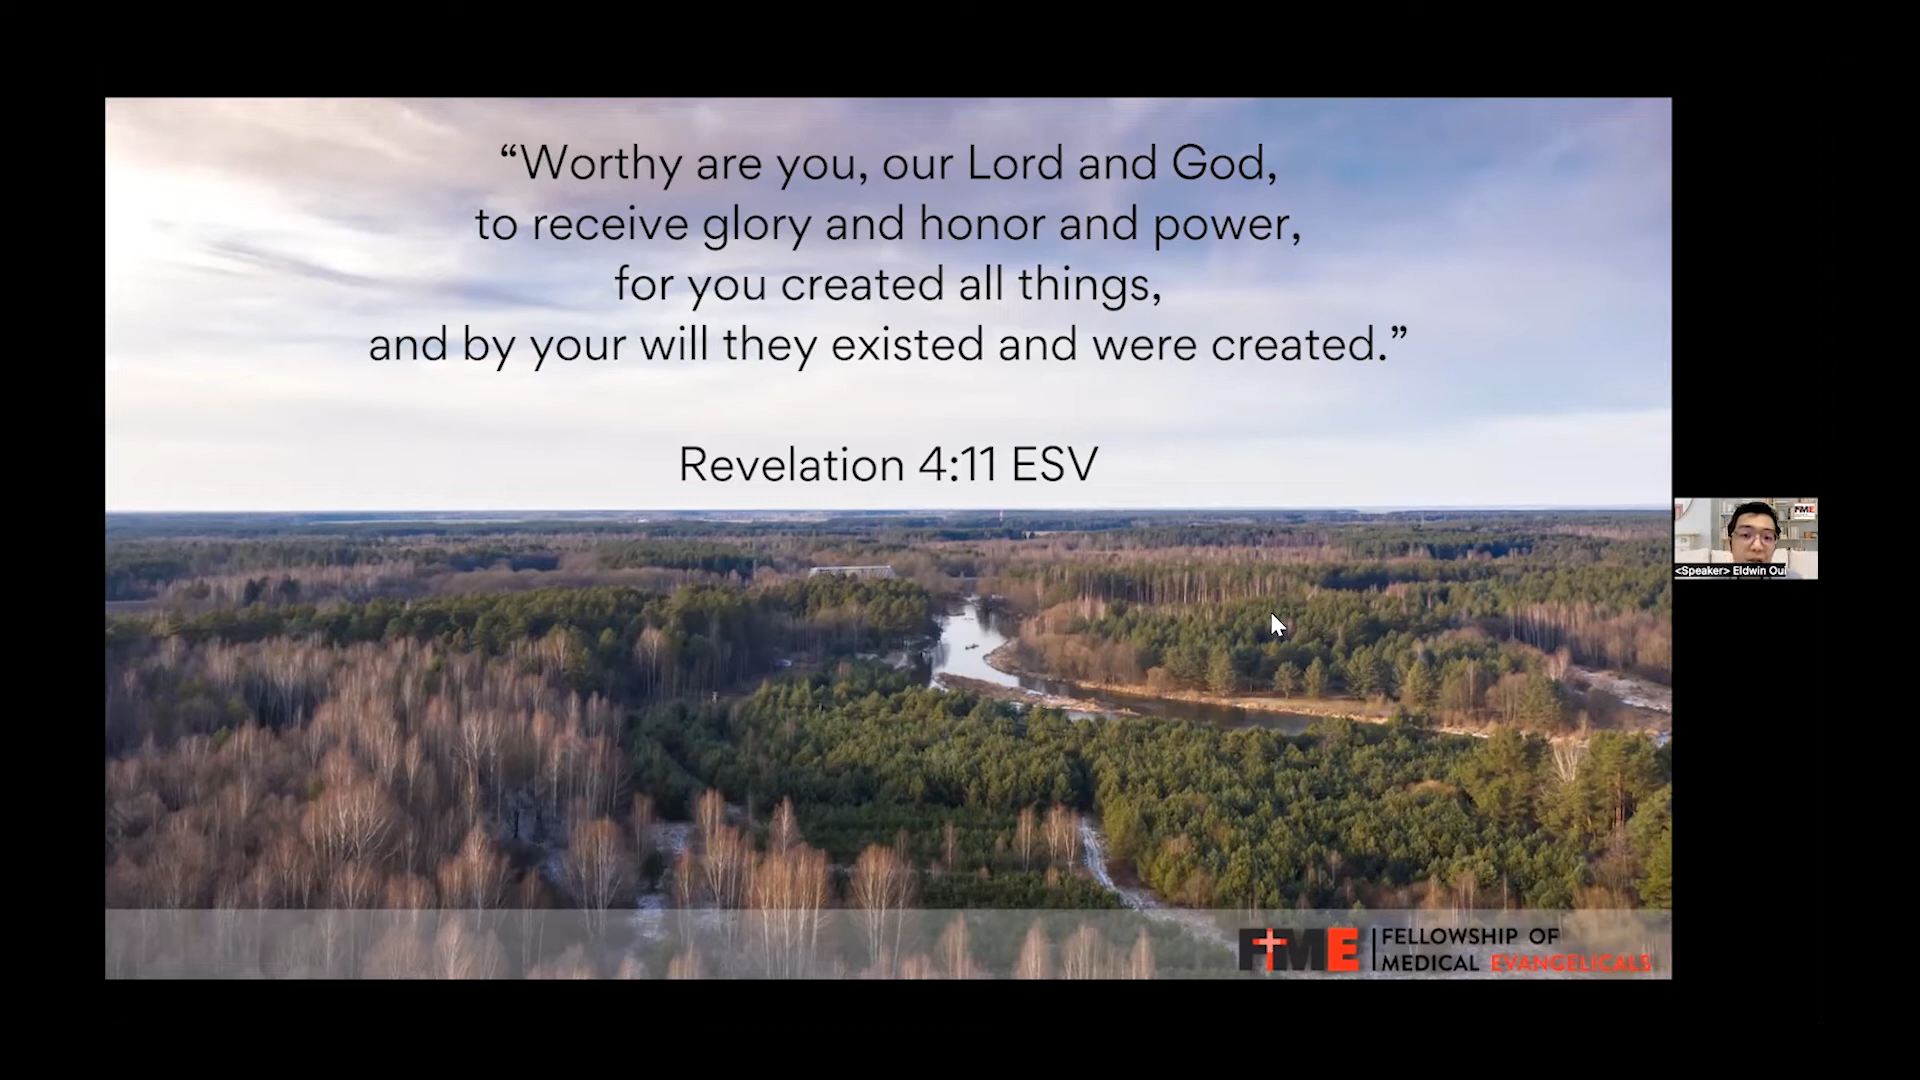 “Worthy are you, our Lord and God,
to receive glory and honor and power,
for you created all things,
and by your will they existed and were created.”
Revelation 4:11 ESV
FME
<Speaker> Eldwin Oui
FME
FELLOWSHIP OF
MEDICAL EVANGELICALS